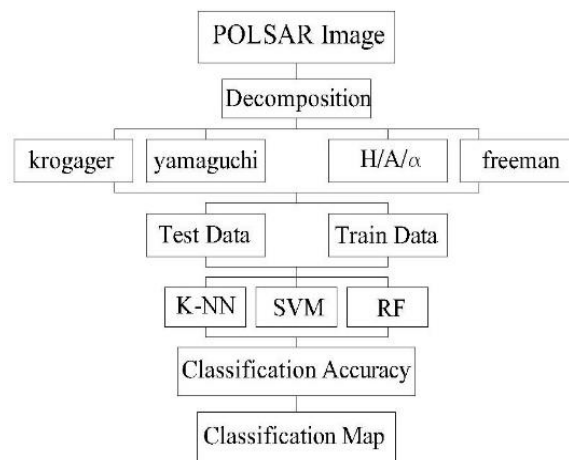 POLSAR Image
Decomposition
krogager
yamaguchi
H/A/α
freeman
Test Data
Train Data
K-NN
SVM
RF
Classification Accuracy
Classification Map